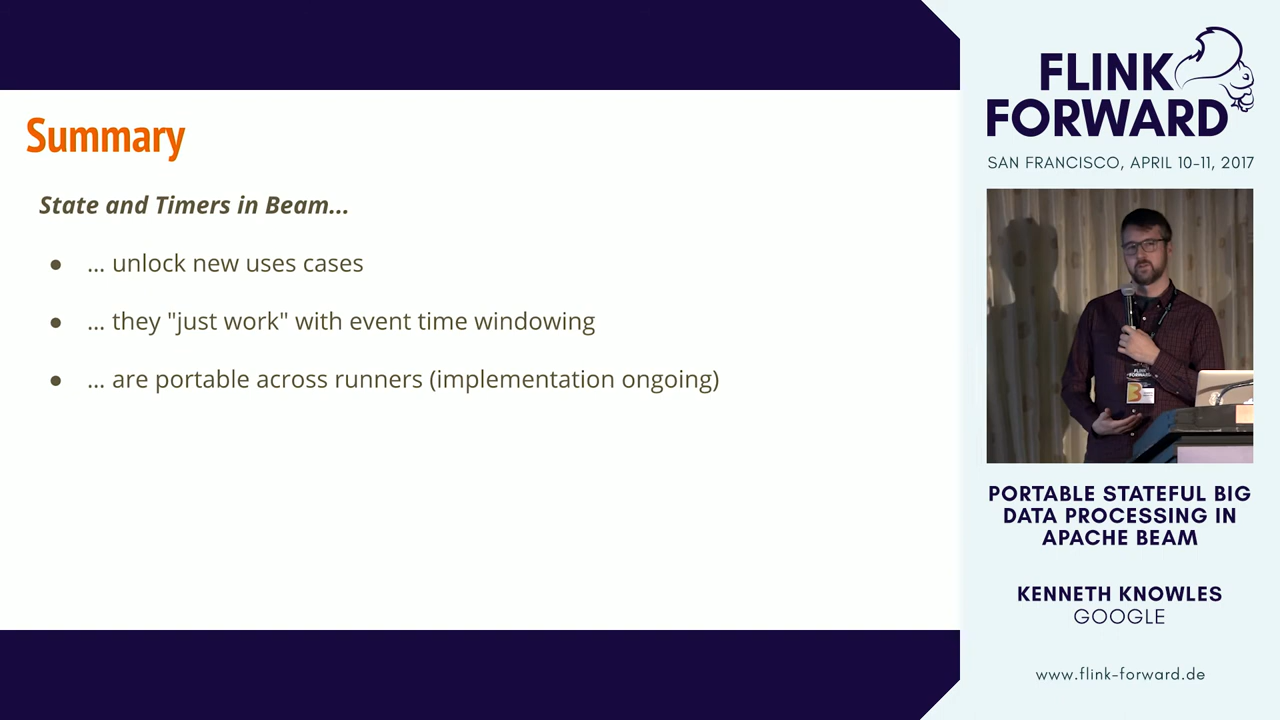 Summary
State and Timers in Beam...
● ... unlock new uses cases
● ... they "just work" with event time windowing
● ... are portable across runners (implementation ongoing)
FLINK
FORWARD
SAN FRANCISCO, APRIL 10-11, 2017
PORTABLE STATEFUL BIG
DATA PROCESSING IN
APACHE BEAM
KENNETH KNOWLES
GOOGLE
www.flink-forward.de